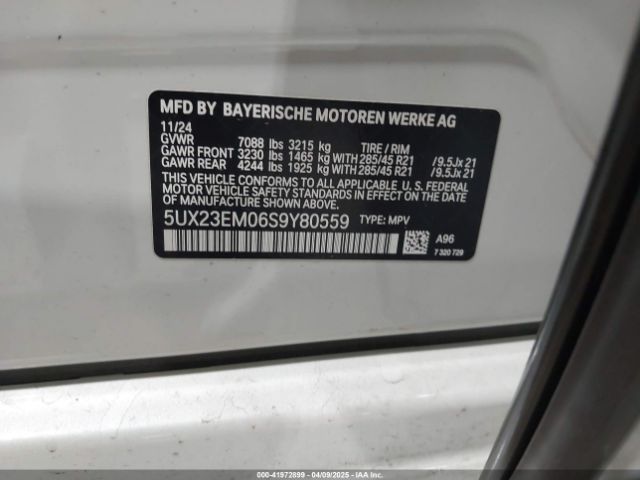 MFD BY BAYERISCHE MOTOREN WERKE AG
11/24
GVWR 7088 lbs 3215 kg TIRE / RIM
GAWR FRONT 3230 lbs 1465 kg WITH 285/45 R21 /9.5Jx21
GAWR REAR 4244 lbs 1925 kg WITH 285/45 R21 /9.5Jx21
THIS VEHICLE CONFORMS TO ALL APPLICABLE U.S. FEDERAL
MOTOR VEHICLE SAFETY STANDARDS IN EFFECT ON THE DATE
OF MANUFACTURE SHOWN ABOVE.
5UX23EM06S9Y80559 TYPE: MPV
A96
7 320 729
00-41972899 - 04/09/2025 - IAAI.COM